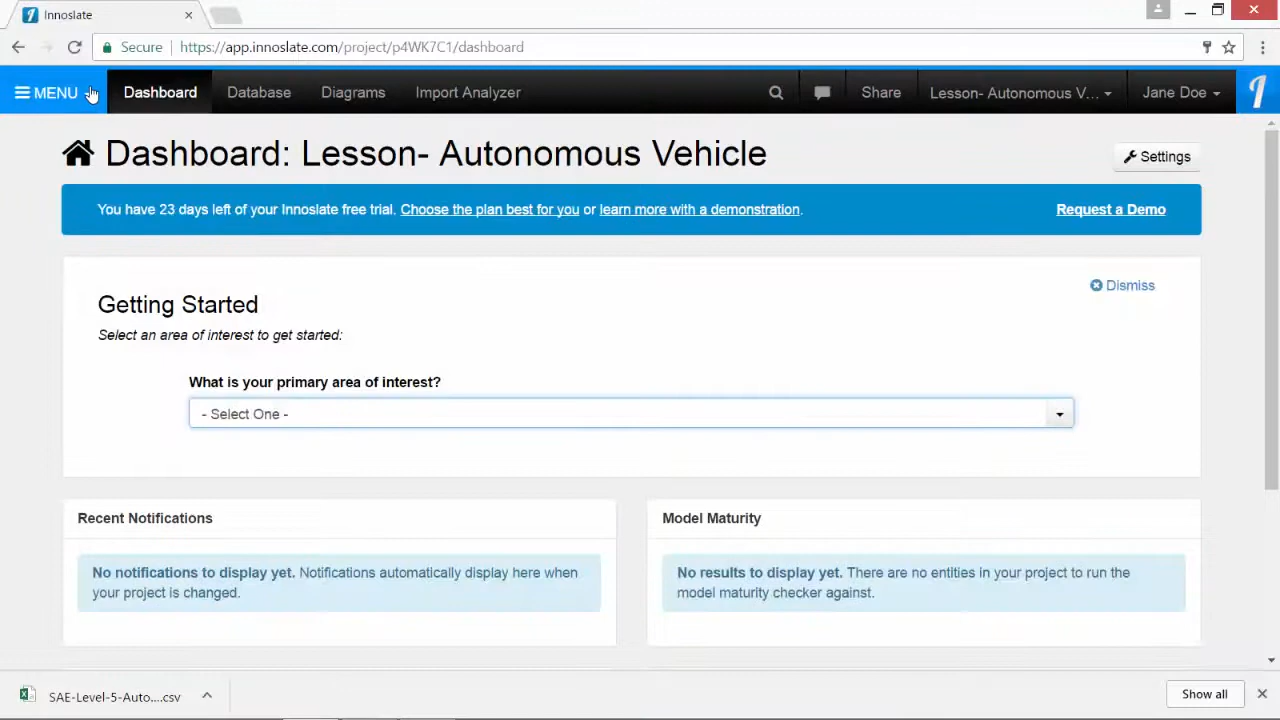 Innoslate
Secure https://app.innoslate.com/project/p4WK7C1/dashboard
MENU Dashboard Database Diagrams Import Analyzer Share Lesson- Autonomous V... Jane Doe
Dashboard: Lesson- Autonomous Vehicle
Settings
You have 23 days left of your Innoslate free trial. Choose the plan best for you or learn more with a demonstration. Request a Demo
Dismiss
Getting Started
Select an area of interest to get started:
What is your primary area of interest?
- Select One -
Recent Notifications
No notifications to display yet. Notifications automatically display here when
your project is changed.
Model Maturity
No results to display yet. There are no entities in your project to run the
model maturity checker against.
SAE-Level-5-Auto....csv
Show all